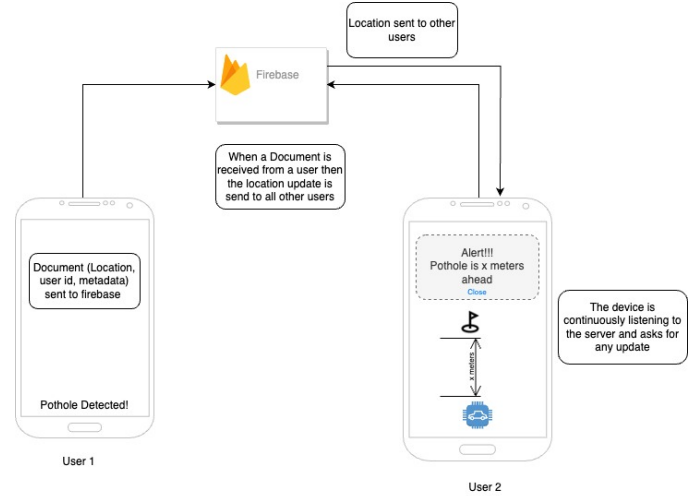 Location sent to other
users
Firebase
When a Document is
received from a user then
the location update is
send to all other users
Document (Location,
user id, metadata)
sent to firebase
Pothole Detected!
User 1
Alert!!!
Pothole is x meters
ahead
Close
x meters
The device is
continuously listening to
the server and asks for
any update
User 2